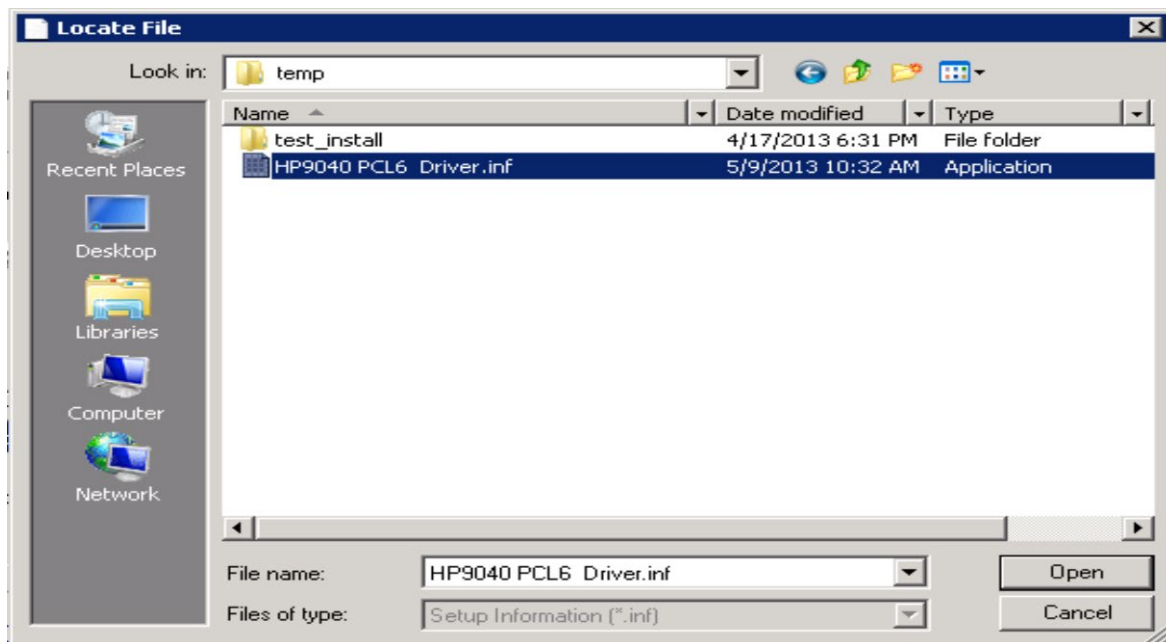 Locate File
Look in: temp
Name Date modified Type
test_install 4/17/2013 6:31 PM File folder
HP9040 PCL6 Driver.inf 5/9/2013 10:32 AM Application
Recent Places
Desktop
Libraries
Computer
Network
File name: HP9040 PCL6 Driver.inf Open
Files of type: Setup Information (*.inf) Cancel